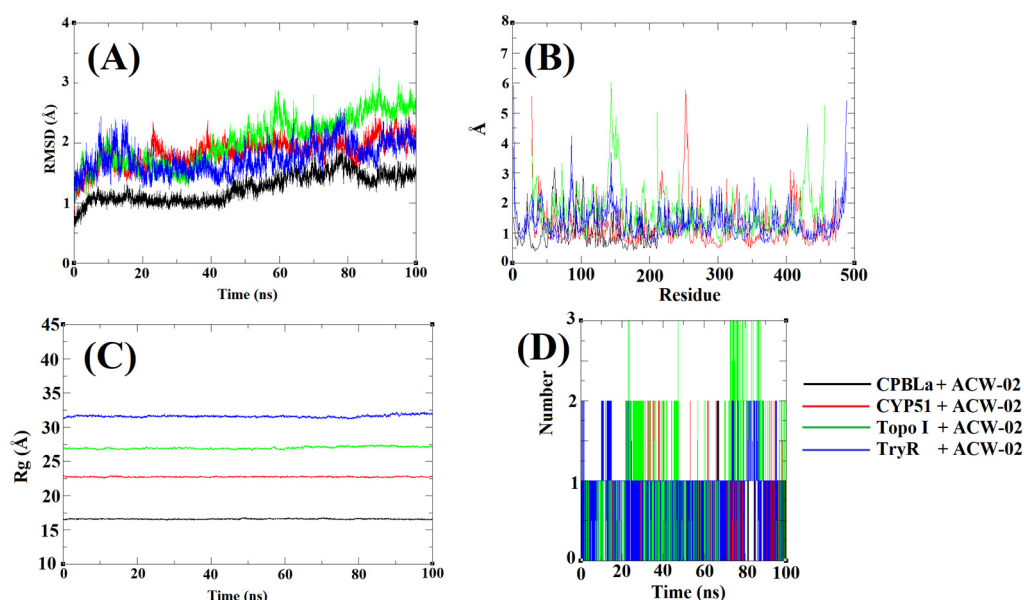 (A)
RMSD (Å)
4
3
2
1
0
0 20 40 60 80 100
Time (ns)
(B)
Å
8
7
6
5
4
3
2
1
0
0 100 200 300 400 500
Residue
(C)
Rg (Å)
45
40
35
30
25
20
15
10
0 20 40 60 80 100
Time (ns)
(D)
Number
3
2
1
0
0 20 40 60 80 100
Time (ns)
CPBLa + ACW-02
CYP51 + ACW-02
Topo I + ACW-02
TryR + ACW-02